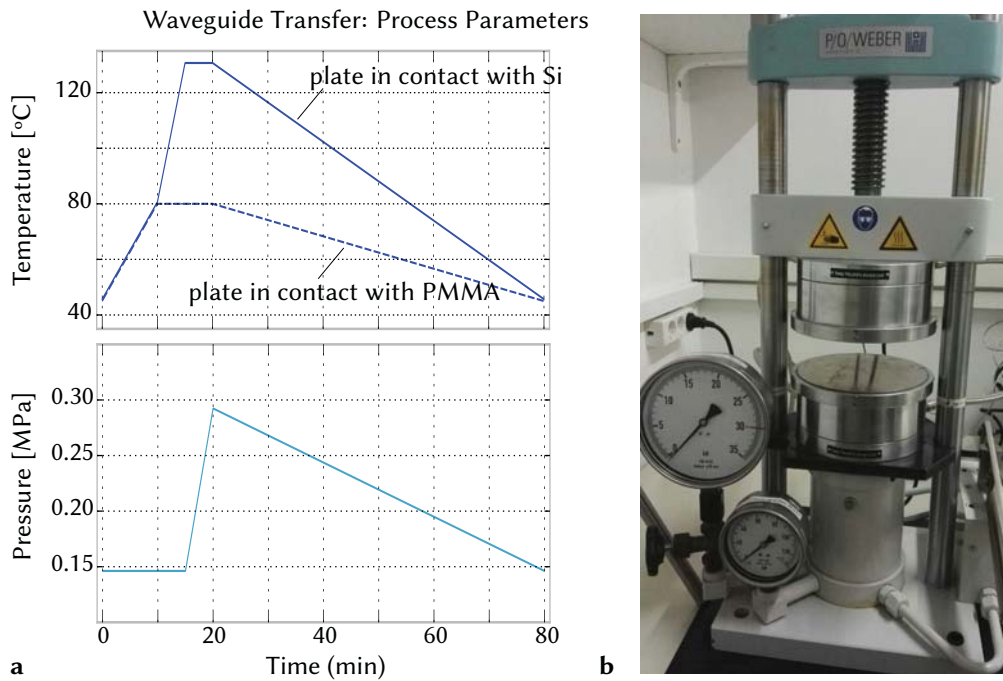 Waveguide Transfer: Process Parameters
Temperature [°C]
120
80
40
plate in contact with Si
plate in contact with PMMA
Pressure [MPa]
0.30
0.25
0.20
0.15
0
20
40
60
80
Time (min)
a
b
P/O/WEBER
0
5
10
15
20
25
30
35